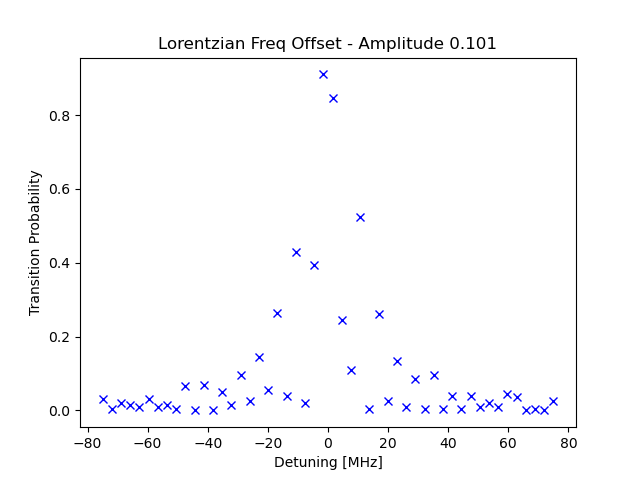 Lorentzian Freq Offset - Amplitude 0.101
Transition Probability
0.8
0.6
0.4
0.2
0.0
−80 −60 −40 −20 0 20 40 60 80
Detuning [MHz]